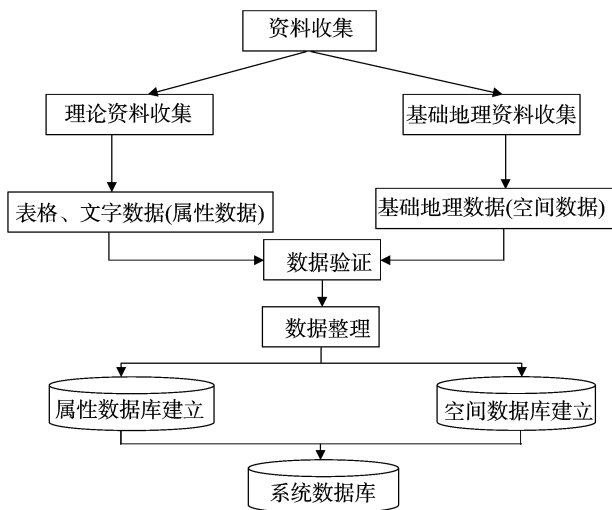 资料收集
理论资料收集
基础地理资料收集
表格、文字数据(属性数据)
基础地理数据(空间数据)
数据验证
数据整理
属性数据库建立
空间数据库建立
系统数据库